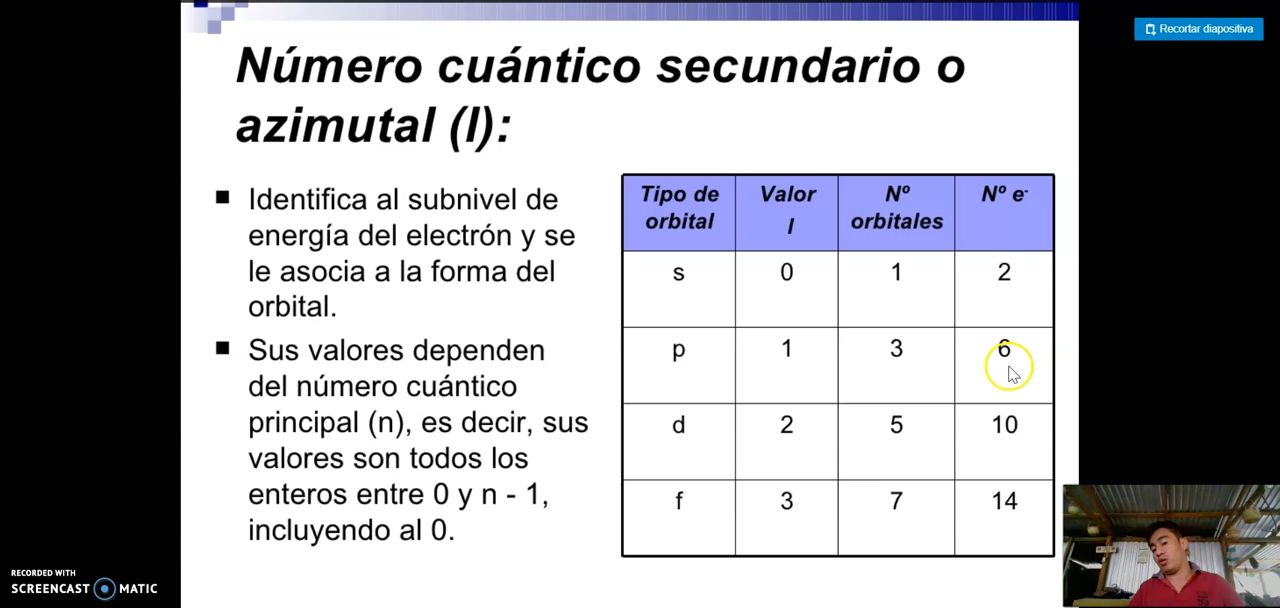 Recortar diapositiva
Número cuántico secundario o
azimutal (l):
■ Identifica al subnivel de
energía del electrón y se
le asocia a la forma del
orbital.
■ Sus valores dependen
del número cuántico
principal (n), es decir, sus
valores son todos los
enteros entre 0 y n - 1,
incluyendo al 0.
Tipo de orbital Valor l Nº orbitales Nº e-
s 0 1 2
p 1 3 6
d 2 5 10
f 3 7 14
RECORDED WITH
SCREENCAST MATIC